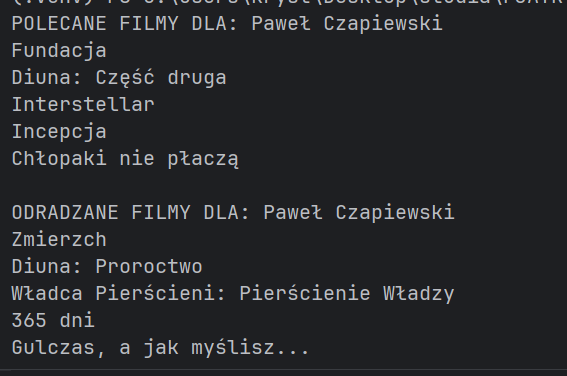 POLECANE FILMY DLA: Paweł Czapiewski
Fundacja
Diuna: Część druga
Interstellar
Incepcja
Chłopaki nie płaczą
ODRADZANE FILMY DLA: Paweł Czapiewski
Zmierzch
Diuna: Proroctwo
Władca Pierścieni: Pierścienie Władzy
365 dni
Gulczas, a jak myślisz...